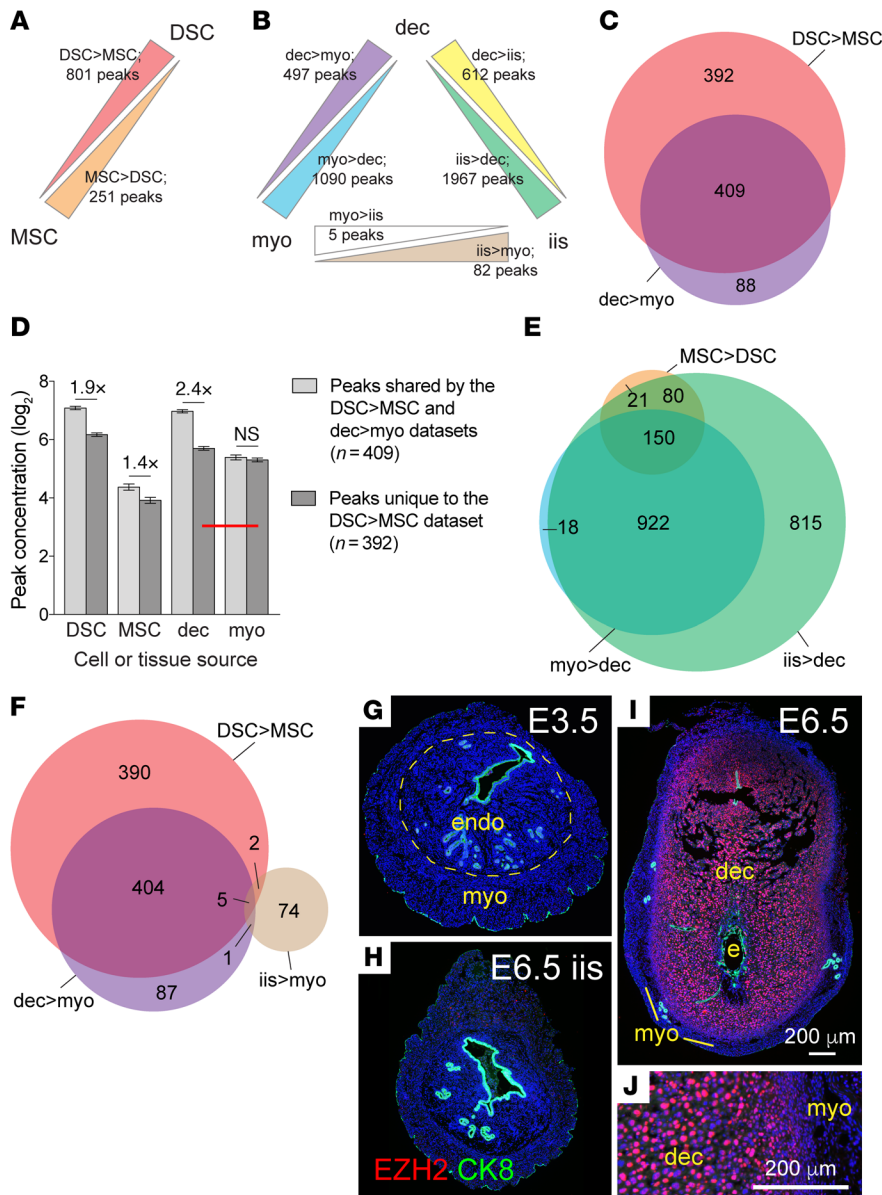 A
DSC
DSC>MSC;
801 peaks
MSC>DSC;
251 peaks
MSC
B
dec
dec>myo;
497 peaks
dec>iis;
612 peaks
myo>dec;
1090 peaks
iis>dec;
1967 peaks
myo
iis
myo>iis
5 peaks
iis>myo;
82 peaks
C
DSC>MSC
392
409
88
dec>myo
D
Peak concentration (log2)
8
6
4
2
0
1.9×
1.4×
2.4×
NS
DSC
MSC
dec
myo
Cell or tissue source
Peaks shared by the
DSC>MSC and
dec>myo datasets
(n = 409)
Peaks unique to the
DSC>MSC dataset
(n = 392)
E
MSC>DSC
21
80
150
18
922
815
myo>dec
iis>dec
F
DSC>MSC
390
2
404
5
74
1
87
iis>myo
dec>myo
G
E3.5
endo
myo
H
E6.5 iis
EZH2 CK8
I
E6.5
dec
e
myo
200 μm
J
myo
dec
200 μm